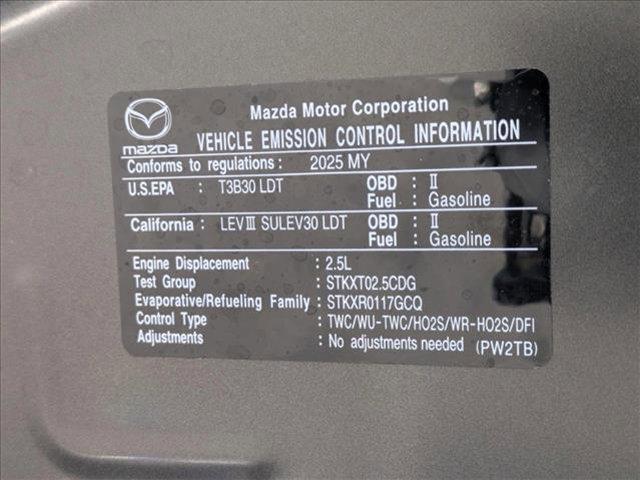 Mazda Motor Corporation
mazda VEHICLE EMISSION CONTROL INFORMATION
Conforms to regulations : 2025 MY
U.S.EPA : T3B30 LDT OBD : II
Fuel : Gasoline
California : LEVIII SULEV30 LDT OBD : II
Fuel : Gasoline
Engine Displacement : 2.5L
Test Group : STKXT02.5CDG
Evaporative/Refueling Family : STKXR0117GCQ
Control Type : TWC/WU-TWC/HO2S/WR-HO2S/DFI
Adjustments : No adjustments needed (PW2TB)